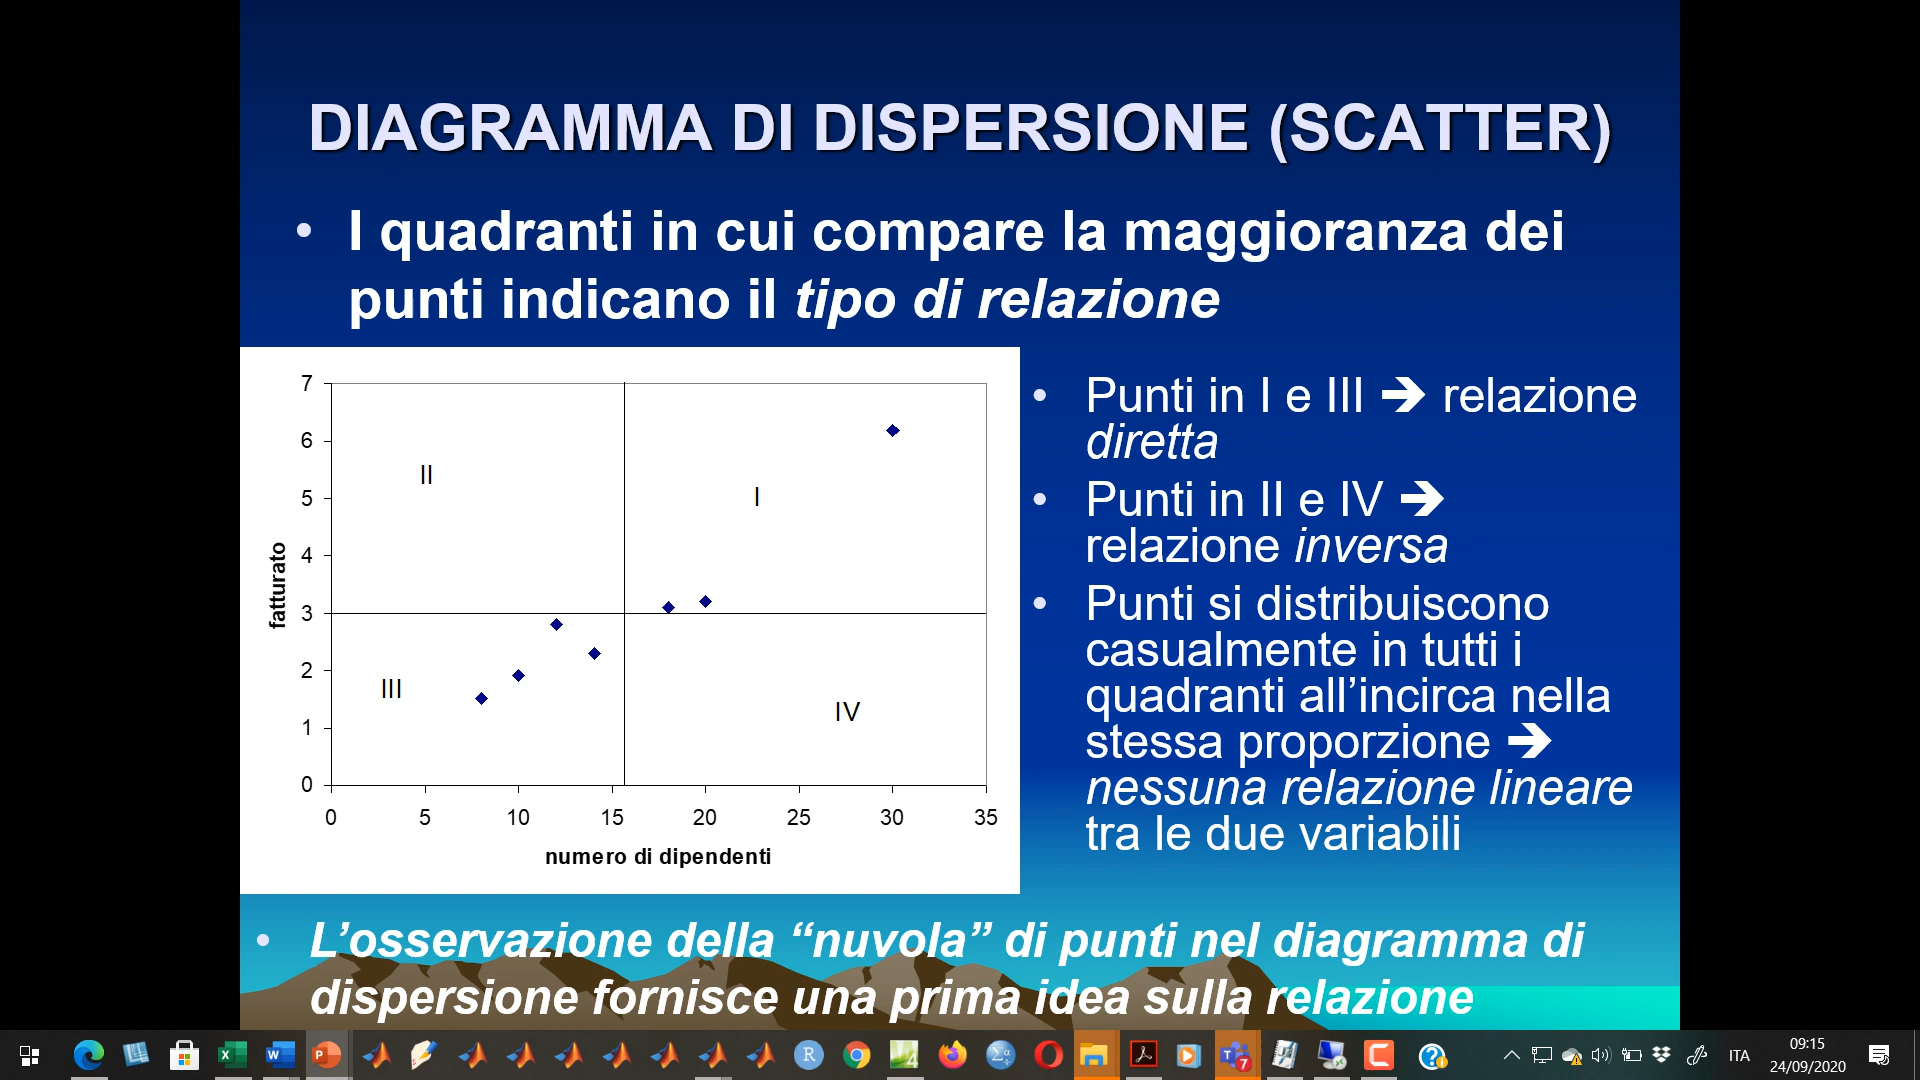 DIAGRAMMA DI DISPERSIONE (SCATTER)
• I quadranti in cui compare la maggioranza dei
punti indicano il tipo di relazione
7
6
5
4
3
2
1
0
fatturato
II
I
III
IV
0 5 10 15 20 25 30 35
numero di dipendenti
• Punti in I e III ➔ relazione
diretta
• Punti in II e IV ➔
relazione inversa
• Punti si distribuiscono
casualmente in tutti i
quadranti all’incirca nella
stessa proporzione ➔
nessuna relazione lineare
tra le due variabili
• L’osservazione della “nuvola” di punti nel diagramma di
dispersione fornisce una prima idea sulla relazione
ITA
09:15
24/09/2020